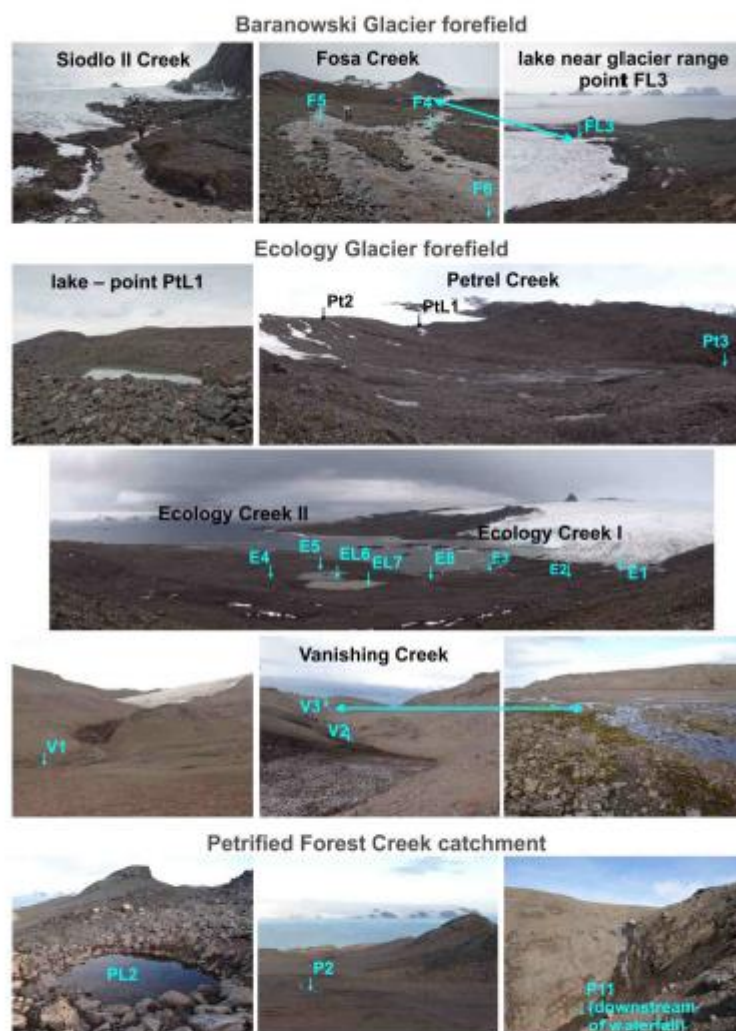 Baranowski Glacier forefield
Siodlo II Creek
Fosa Creek
lake near glacier range
point FL3
F5
F4
FL3
F6
Ecology Glacier forefield
lake – point PtL1
Petrel Creek
Pt2
PtL1
Pt3
Ecology Creek II
Ecology Creek I
E4
E5
EL6
EL7
E8
E3
E2
E1
Vanishing Creek
V1
V3
V2
Petrified Forest Creek catchment
PL2
P2
P11
(downstream
of waterfall)